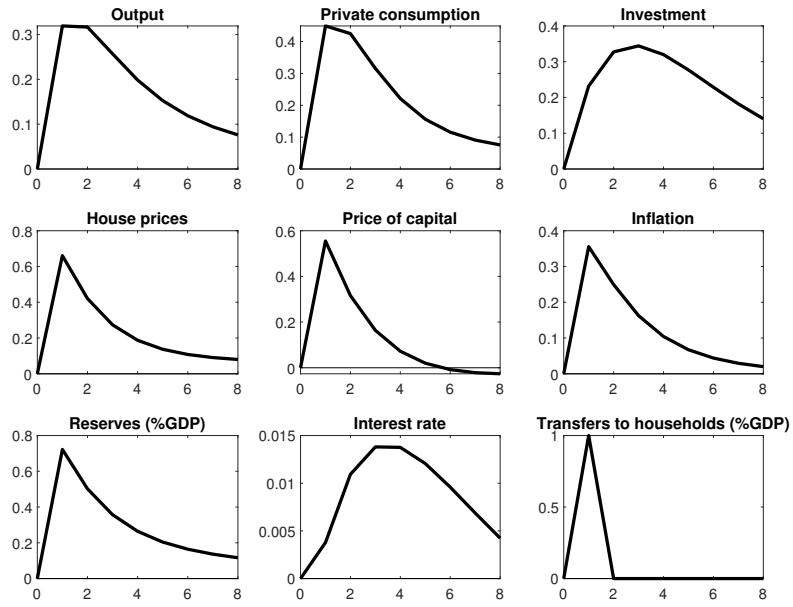 Output
0.3
0.2
0.1
0
0 2 4 6 8
Private consumption
0.4
0.3
0.2
0.1
0
0 2 4 6 8
Investment
0.4
0.3
0.2
0.1
0
0 2 4 6 8
House prices
0.8
0.6
0.4
0.2
0
0 2 4 6 8
Price of capital
0.6
0.4
0.2
0
0 2 4 6 8
Inflation
0.4
0.3
0.2
0.1
0
0 2 4 6 8
Reserves (%GDP)
0.8
0.6
0.4
0.2
0
0 2 4 6 8
Interest rate
0.015
0.01
0.005
0
0 2 4 6 8
Transfers to households (%GDP)
1
0.5
0
0 2 4 6 8